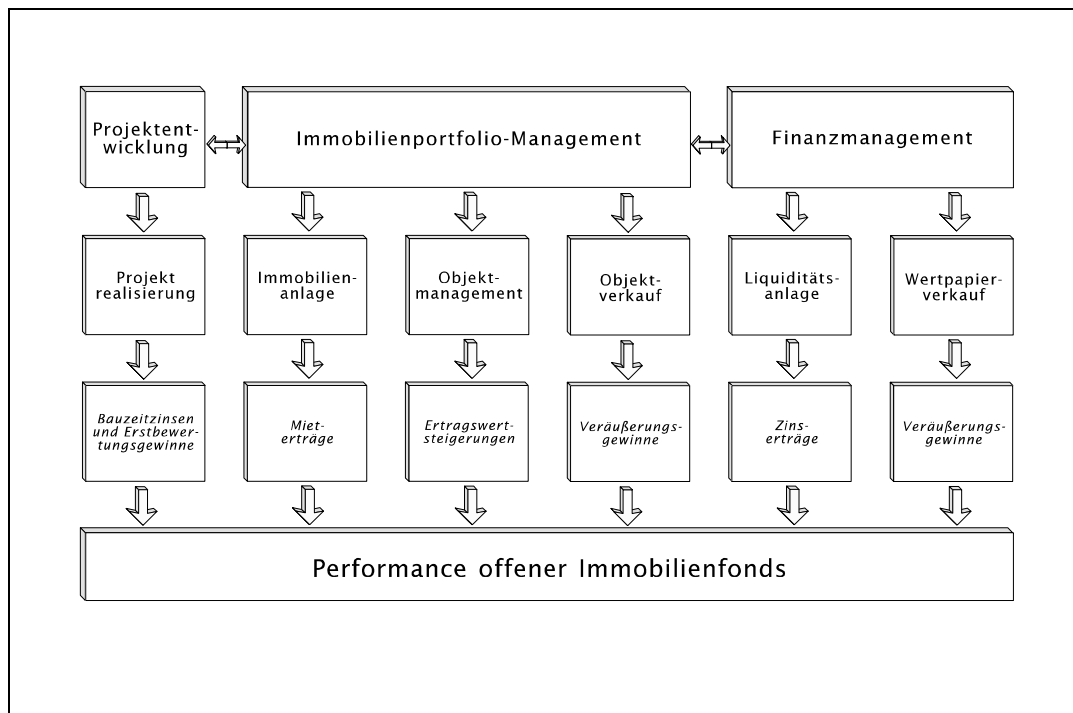 Projektent-
wicklung
Immobilienportfolio-Management
Finanzmanagement
Projekt
realisierung
Immobilien-
anlage
Objekt-
management
Objekt-
verkauf
Liquiditäts-
anlage
Wertpapier-
verkauf
Bauzeitzinsen
und Erstbewer-
tungsgewinne
Miet-
erträge
Ertragswert-
steigerungen
Veräußerungs-
gewinne
Zins-
erträge
Veräußerungs-
gewinne
Performance offener Immobilienfonds